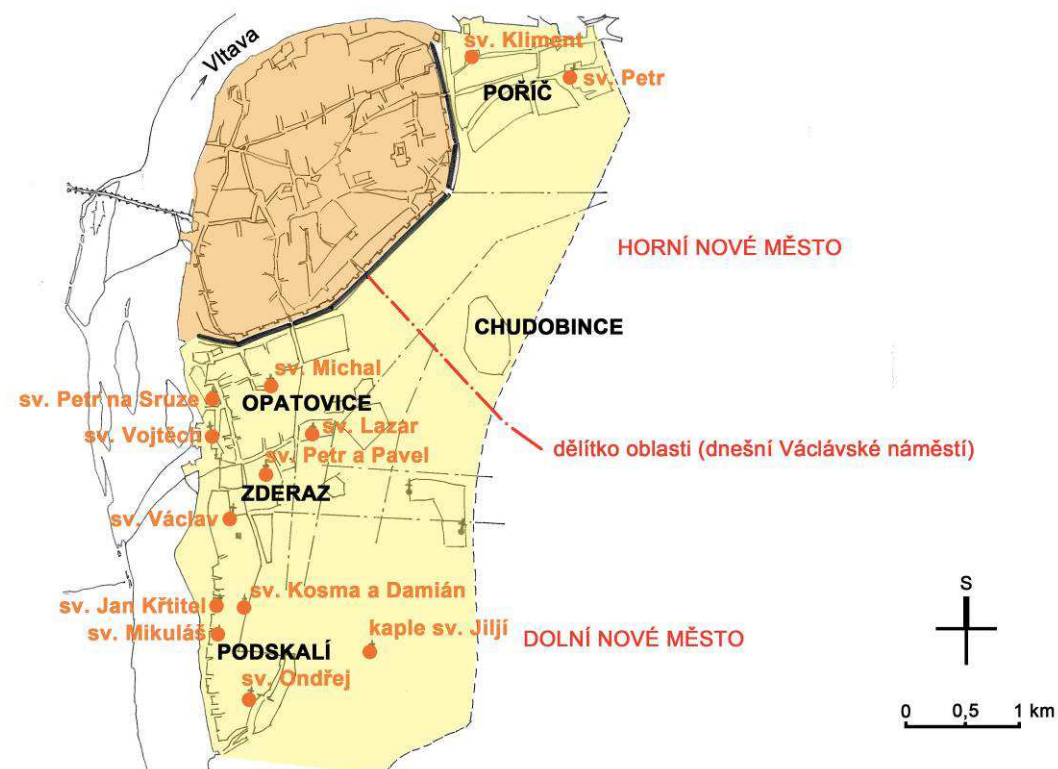 Vltava
sv. Kliment
sv. Petr
POŘÍČ
HORNÍ NOVÉ MĚSTO
CHUDOBINCE
sv. Michal
sv. Petr na Sruze
OPATOVICE
sv. Vojtěch
sv. Lazar
dělítko oblasti (dnešní Václávské náměstí)
sv. Petr a Pavel
ZDERAZ
sv. Václav
sv. Kosma a Damián
sv. Jan Křtitel
sv. Mikuláš
kaple sv. Jiljí
DOLNÍ NOVÉ MĚSTO
PODSKALÍ
sv. Ondřej
S
0 0,5 1 km